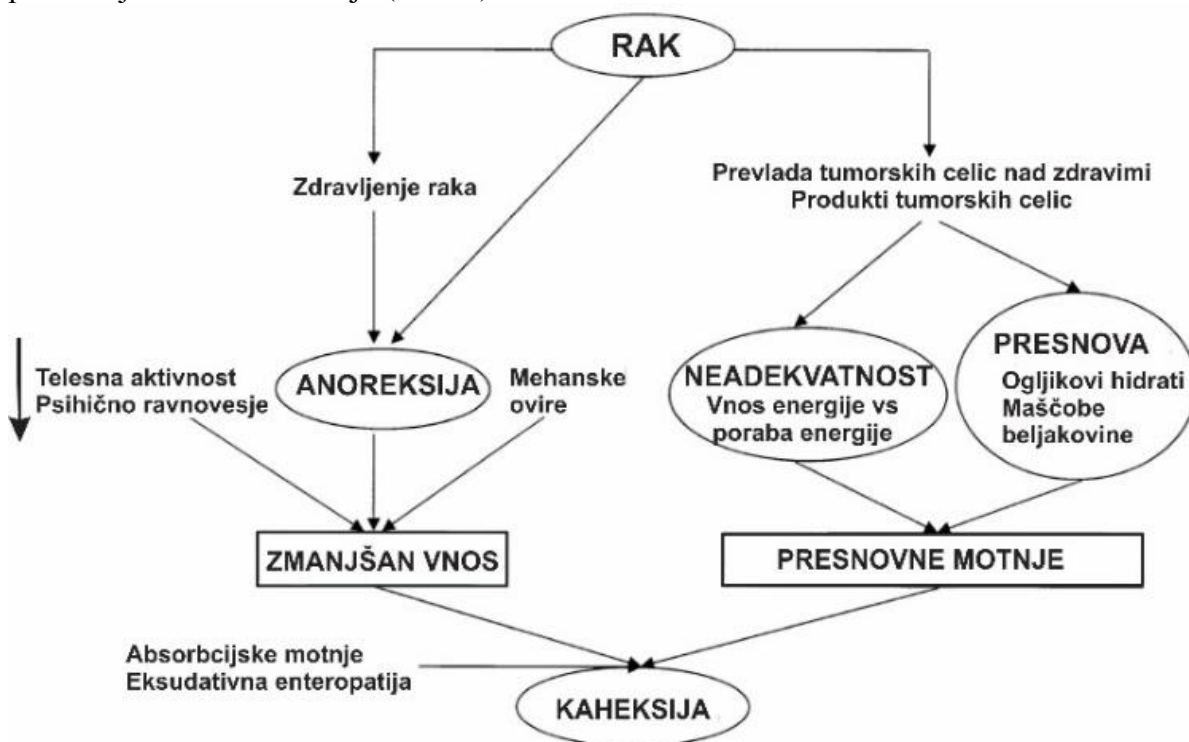 RAK
Zdravljenje raka
Prevlada tumorskih celic nad zdravimi
Produkti tumorskih celic
Telesna aktivnost
Psihično ravnovesje
ANOREKSIJA
Mehanske
ovire
NEADEKVATNOST
Vnos energije vs
poraba energije
PRESNOVA
Ogljikovi hidrati
Maščobe
beljakovine
ZMANJŠAN VNOS
PRESNOVNE MOTNJE
Absorbcijske motnje
Eksudativna enteropatija
KAHEKSIJA